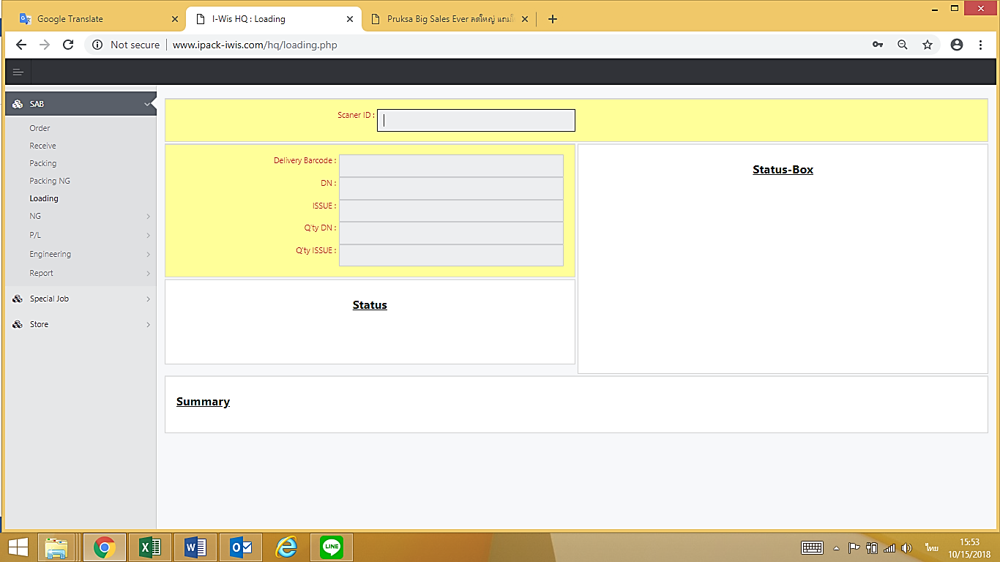 Google Translate
I-Wis HQ : Loading
Pruksa Big Sales Ever ลดใหญ่ แถม
Not secure
www.ipack-iwis.com/hq/loading.php
SAB
Order
Receive
Packing
Packing NG
Loading
NG
P/L
Engineering
Report
Special Job
Store
Scaner ID :
Delivery Barcode :
DN :
ISSUE :
Q'ty DN :
Q'ty ISSUE :
Status-Box
Status
Summary
LINE
ไทย
15:53
10/15/2018